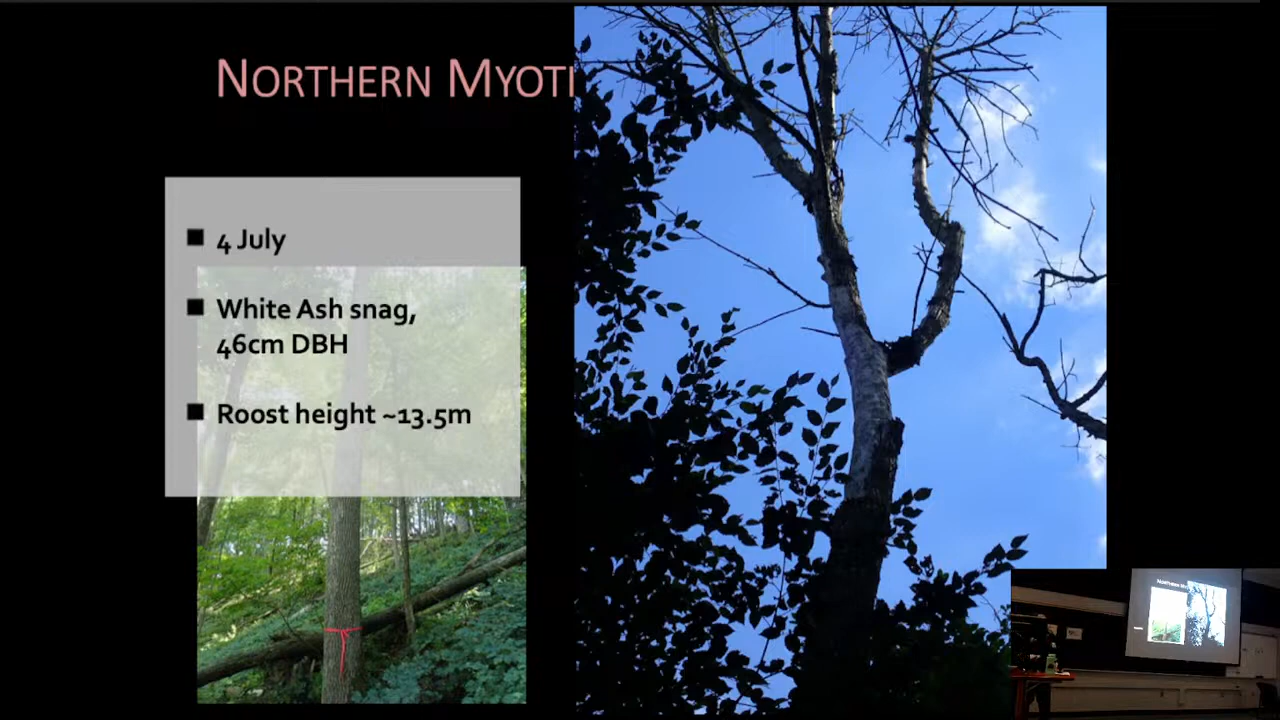 NORTHERN MYOTI
4 July
White Ash snag,
46cm DBH
Roost height ~13.5m